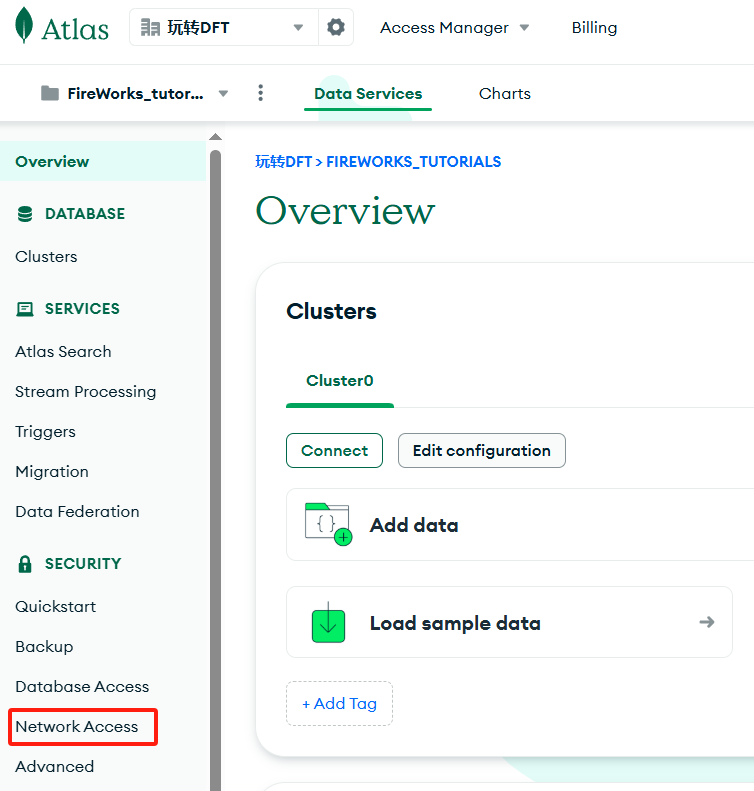 Atlas
玩转DFT
Access Manager
Billing
FireWorks_tutor...
Data Services
Charts
Overview
DATABASE
Clusters
SERVICES
Atlas Search
Stream Processing
Triggers
Migration
Data Federation
SECURITY
Quickstart
Backup
Database Access
Network Access
Advanced
玩转DFT > FIREWORKS_TUTORIALS
Overview
Clusters
Cluster0
Connect
Edit configuration
{ }
Add data
Load sample data
+ Add Tag